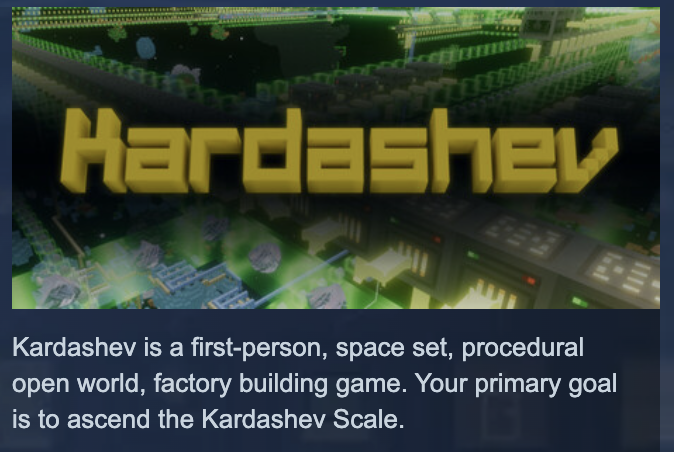 Kardashev
Kardashev is a first-person, space set, procedural
open world, factory building game. Your primary goal
is to ascend the Kardashev Scale.